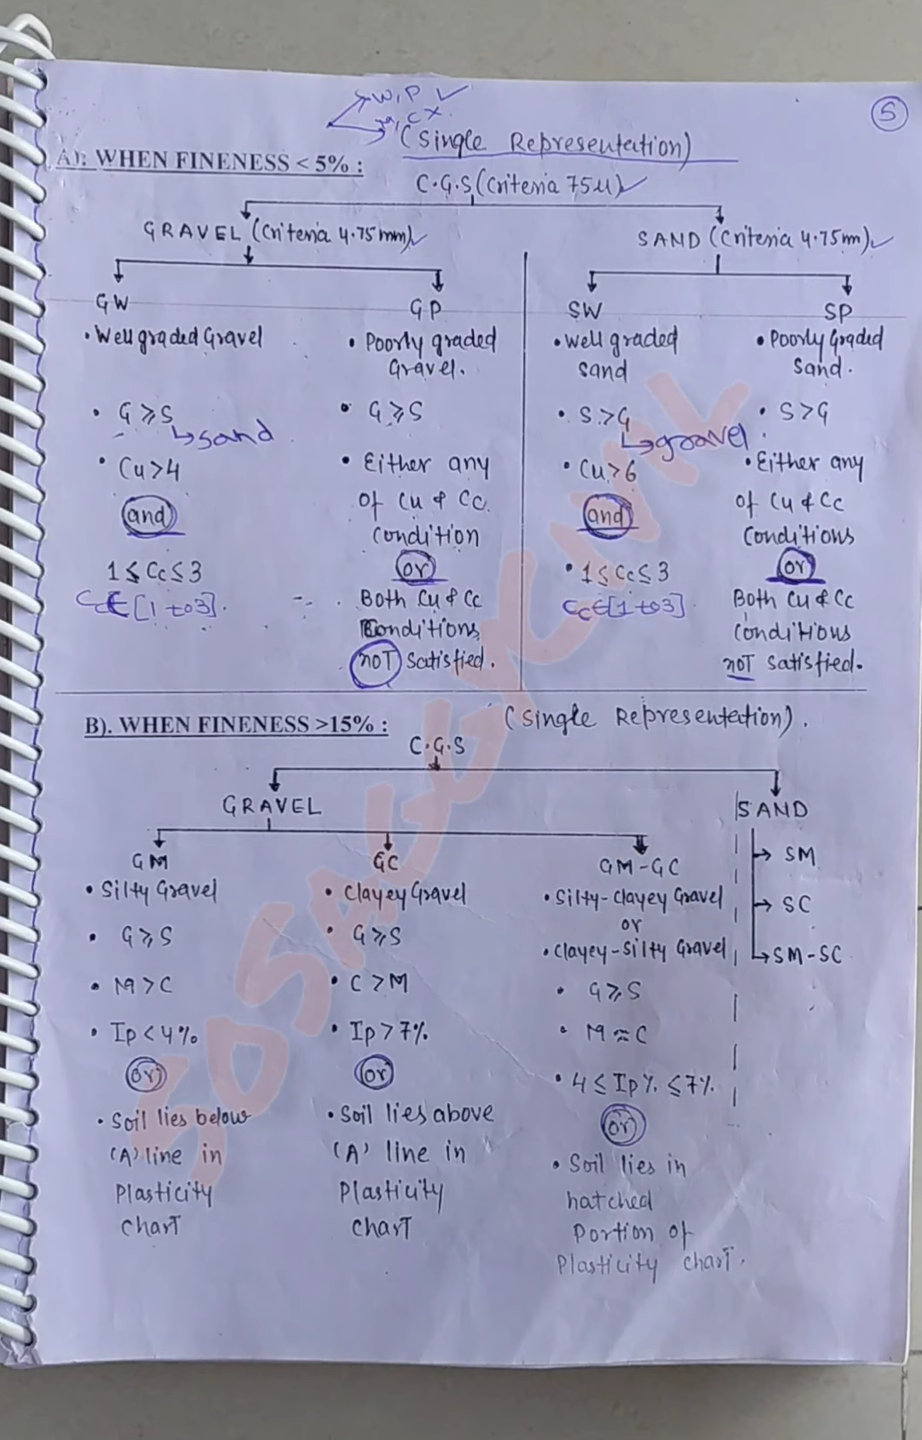 W, P ✓
M, C ×
5
(Single Representation)
A): WHEN FINENESS < 5% :
C.G.S (Criteria 75μ) ✓
GRAVEL (Criteria 4.75mm) ✓
SAND (Criteria 4.75mm) ✓
GW
GP
SW
SP
• Well graded Gravel
• Poorly graded
Gravel.
• Well graded
sand
• Poorly Graded
Sand.
• G ≥ S
↳ sand
• G ≥ S
• S > G
↳ gravel
• S > G
• Cu > 4
and
1 ≤ Cc ≤ 3
Cc ∈ [1 to 3].
• Either any
of Cu & Cc
Condition
or
Both Cu & Cc
Conditions
noT Satisfied.
• Cu > 6
and
• 1 ≤ Cc ≤ 3
Cc ∈ [1 to 3]
• Either any
of Cu & Cc
Conditions
or
Both Cu & Cc
Conditions
noT satisfied.
B). WHEN FINENESS >15% :
(Single Representation).
C.G.S
GRAVEL
SAND
GM
• Silty Gravel
• G ≥ S
• M > C
• Ip < 4%
or
• Soil lies below
'A' line in
Plasticity
charT
GC
• Clayey Gravel
• G ≥ S
• C > M
• Ip > 7%
or
• Soil lies above
'A' line in
Plasticity
charT
GM-GC
• Silty-Clayey Gravel
or
• Clayey-Silty Gravel
• G ≥ S
• M ≈ C
• 4 ≤ Ip% ≤ 7%
or
• Soil lies in
hatched
Portion of
Plasticity charT.
→ SM
→ SC
→ SM-SC